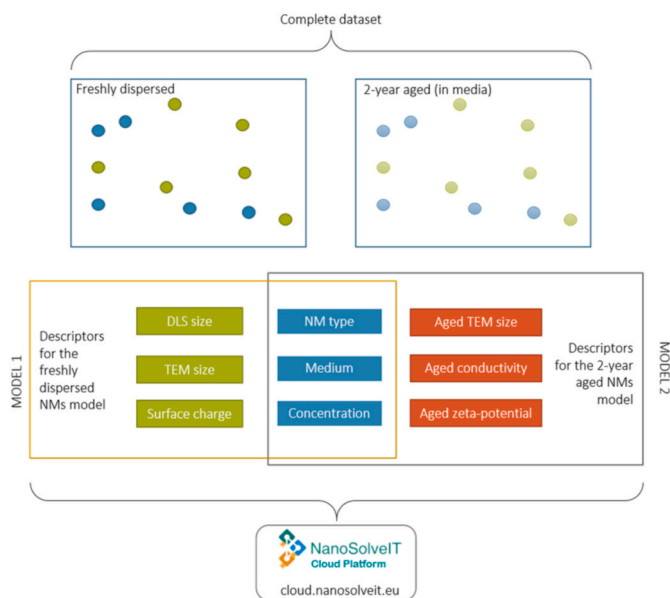 Complete dataset
Freshly dispersed
2-year aged (in media)
MODEL 1
Descriptors
for the
freshly
dispersed
NMs model
DLS size
TEM size
Surface charge
NM type
Medium
Concentration
Aged TEM size
Aged conductivity
Aged zeta-potential
Descriptors
for the 2-year
aged NMs
model
MODEL 2
NanoSolveIT
Cloud Platform
cloud.nanosolveit.eu